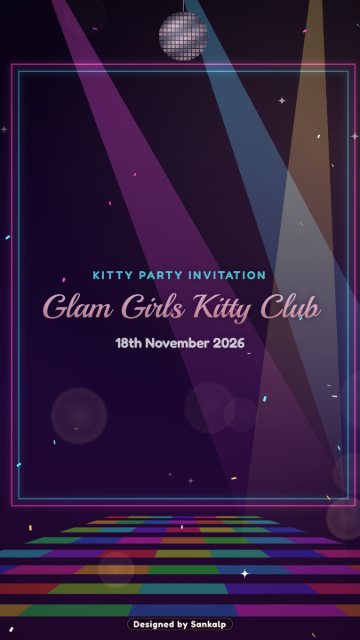 KITTY PARTY INVITATION
Glam Girls Kitty Club
18th November 2026
Designed by Sankalp